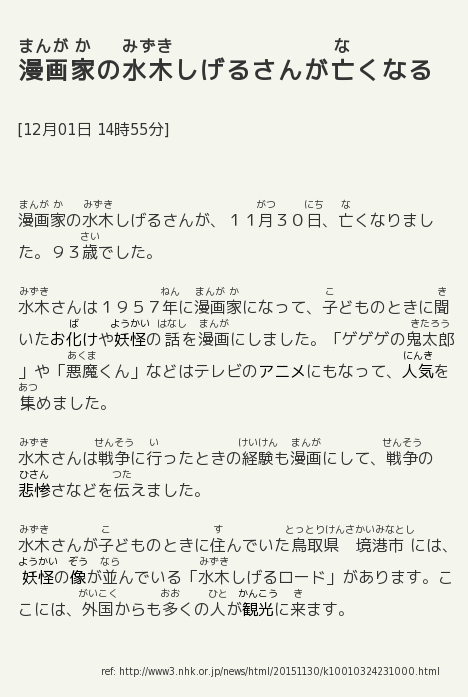 まんが か　みずき　な
漫画家の水木しげるさんが亡くなる
[12月01日 14時55分]
まんが か　みずき　がつ　にち　な
漫画家の水木しげるさんが、１１月３０日、亡くなりまし
さい
た。９３歳でした。
みずき　ねん　まんが か　こ　き
水木さんは１９５７年に漫画家になって、子どものときに聞
ば　ようかい　はなし　まんが　きたろう
いたお化けや妖怪の話を漫画にしました。「ゲゲゲの鬼太郎
あくま　にんき
」や「悪魔くん」などはテレビのアニメにもなって、人気を
あつ
集めました。
みずき　せんそう　い　けいけん　まんが　せんそう
水木さんは戦争に行ったときの経験も漫画にして、戦争の
ひさん　つた
悲惨さなどを伝えました。
みずき　こ　す　とっとりけんさかいみなとし
水木さんが子どものときに住んでいた鳥取県　境港市には、
ようかい　ぞう　なら　みずき
妖怪の像が並んでいる「水木しげるロード」があります。こ
がいこく　おお　ひと　かんこう　き
こには、外国からも多くの人が観光に来ます。
ref: http://www3.nhk.or.jp/news/html/20151130/k10010324231000.html